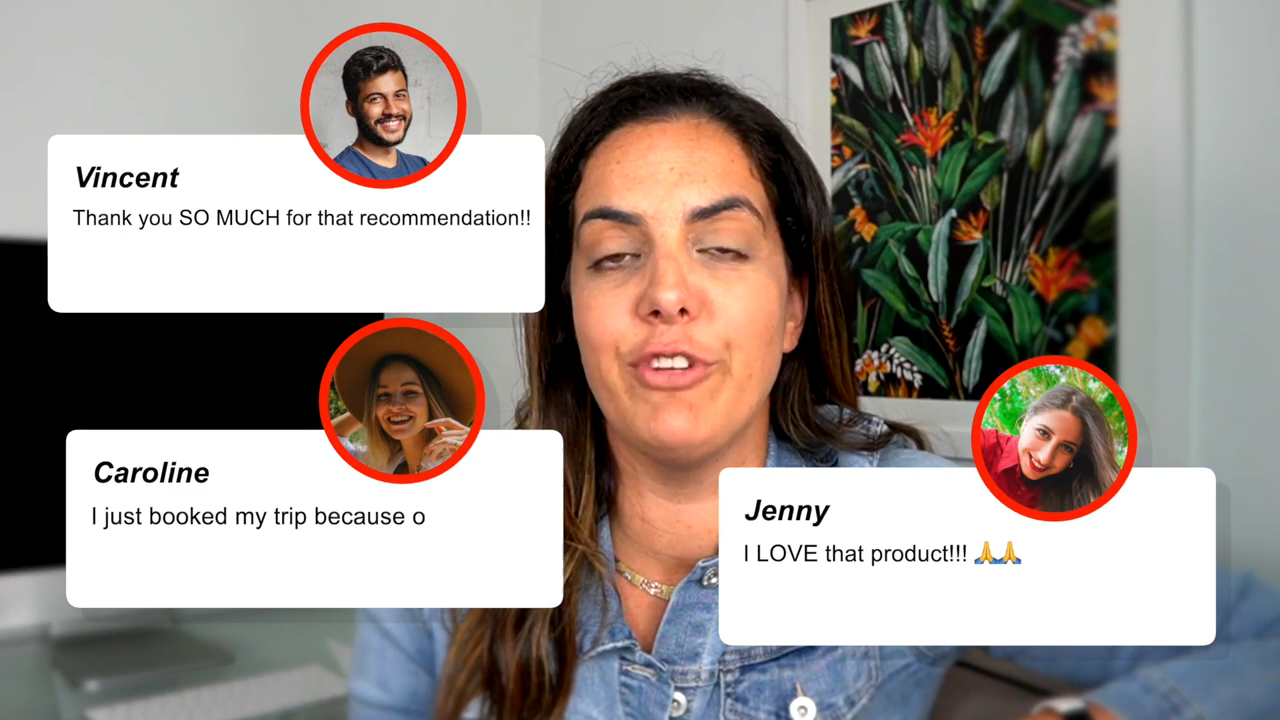 Vincent
Thank you SO MUCH for that recommendation!!
Caroline
I just booked my trip because o
Jenny
I LOVE that product!!! 🙏🙏